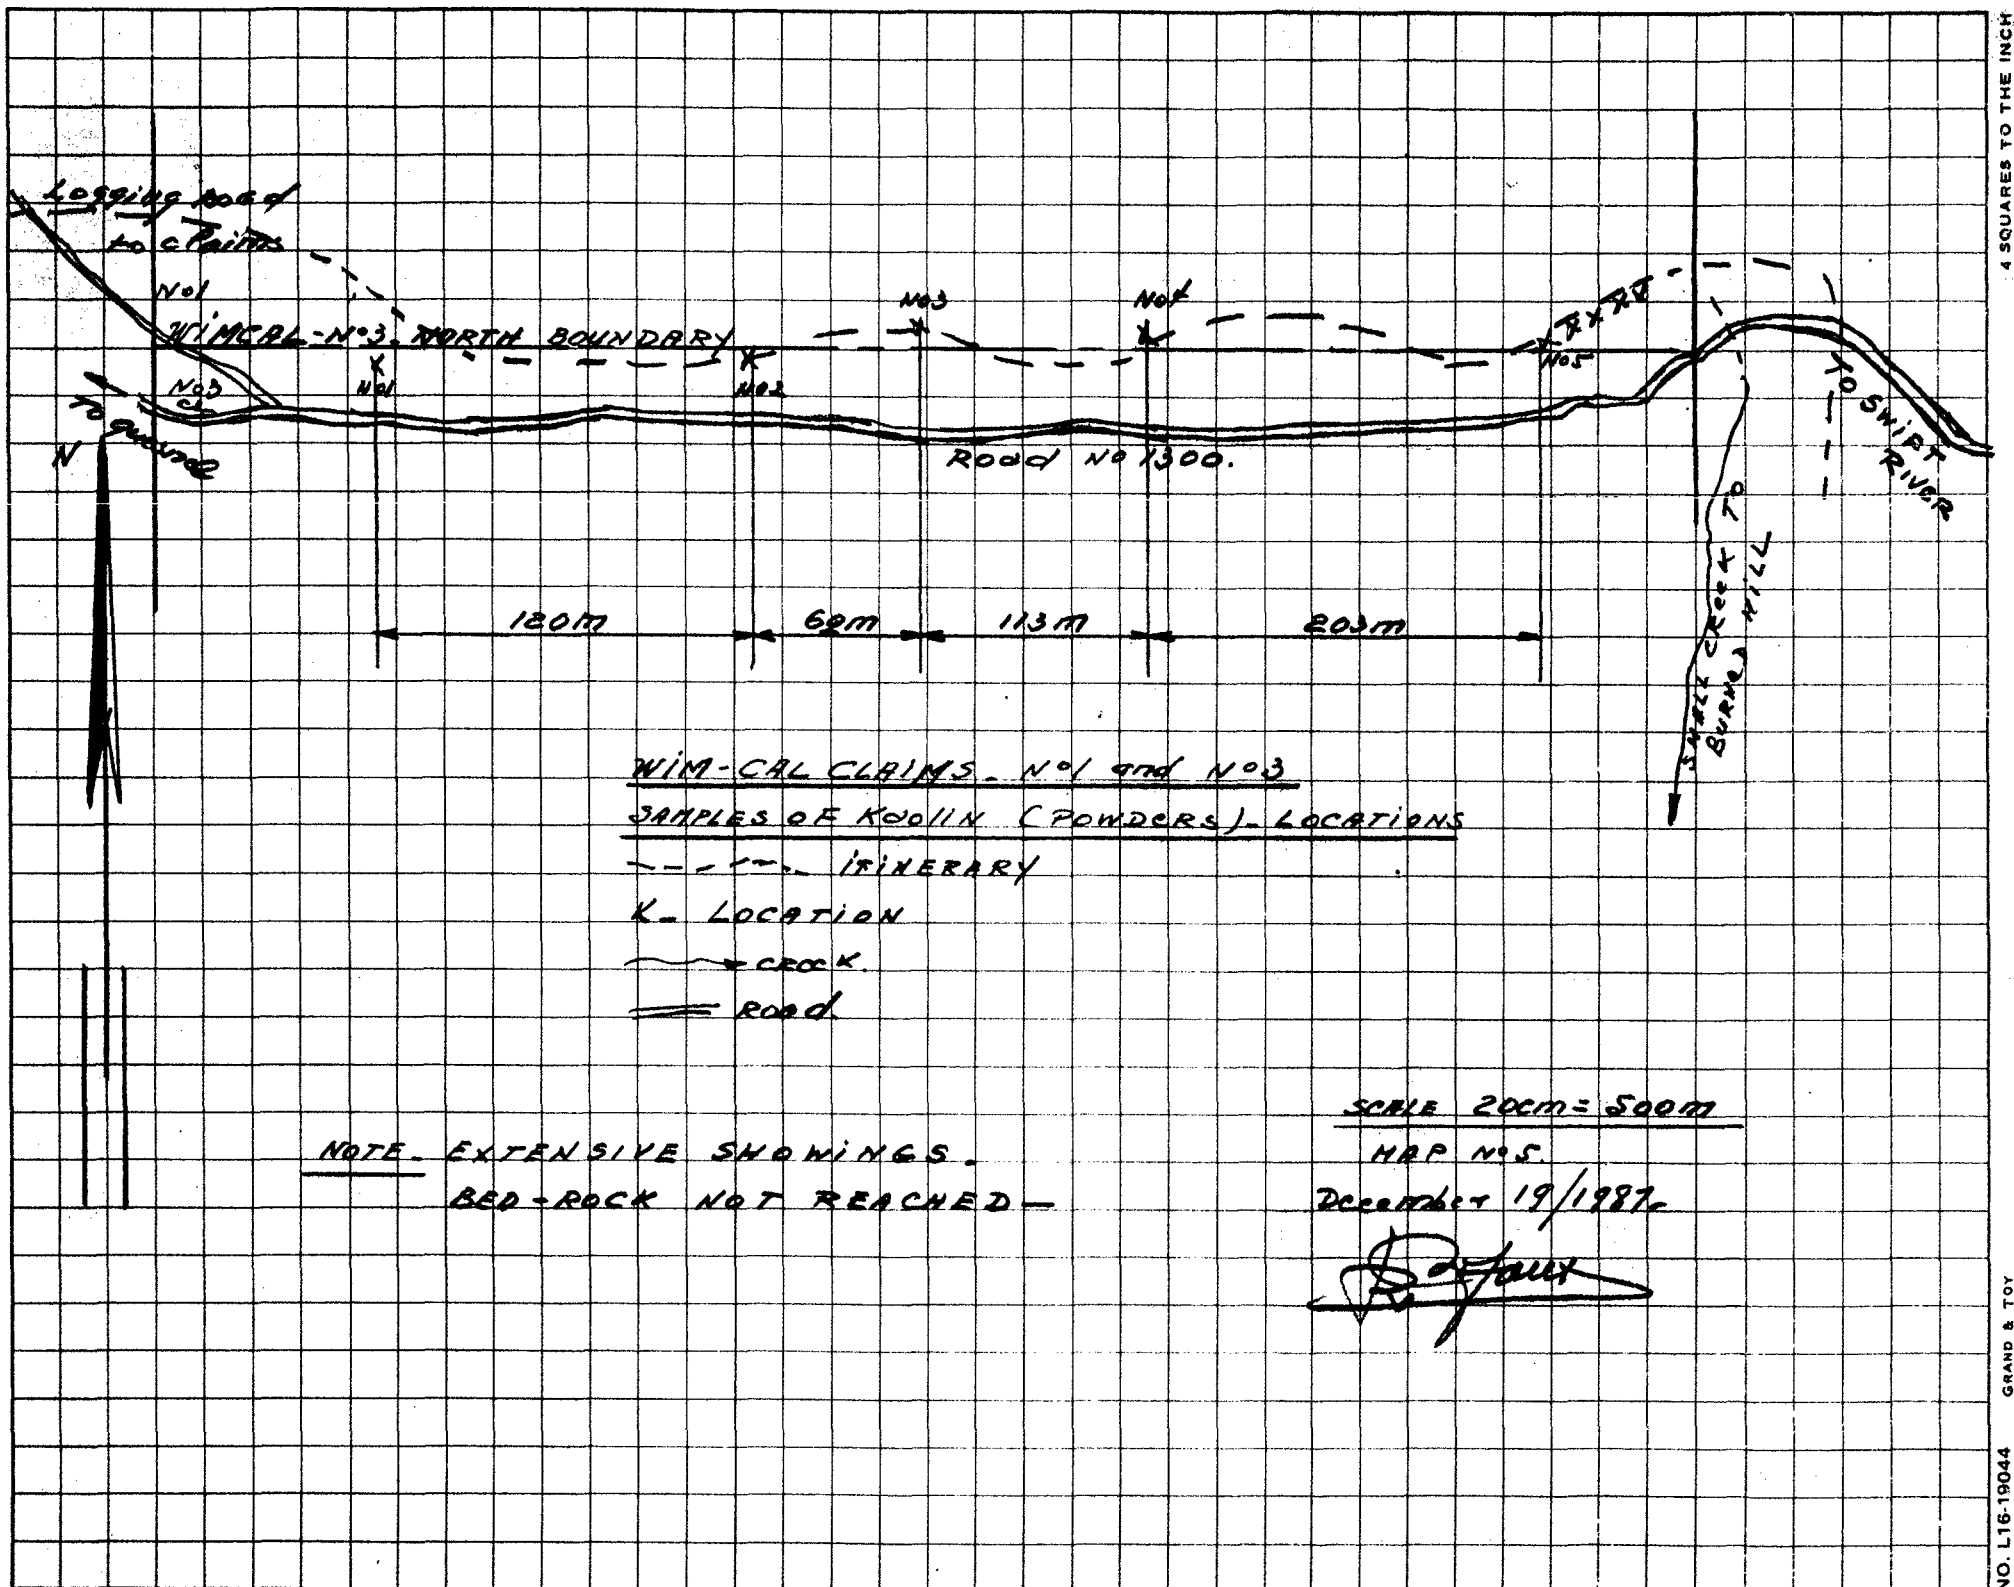 4 SQUARES TO THE INCH
Logging Road
to claims
No1
WIMCAL-No3. NORTH BOUNDARY
No3
To Quesnel
N
No1
No2
No3
No4
No5
Road No 1300.
TO SWIFT
RIVER
SMALL CREEK TO
BURNED HILL
120m
113m
203m
WIM-CAL CLAIMS. No1 and No3
SAMPLES OF KAOLIN (POWDERS). LOCATIONS
ITINERARY
X- LOCATION
CREEK.
ROAD.
SCALE 20cm = 500m
NOTE. EXTENSIVE SHOWINGS.
MAP No5.
BED-ROCK NOT REACHED—
December 19/1987.
GRAND & TOY
NO. L16-19044